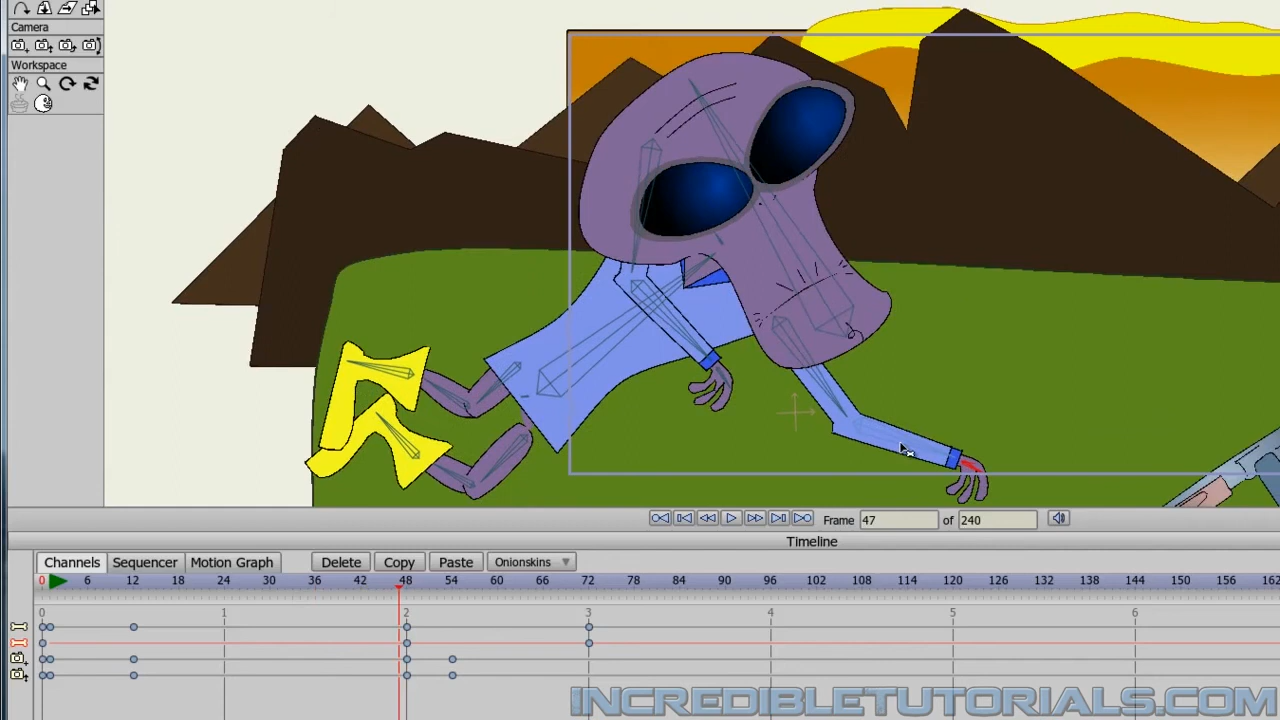 Camera
Workspace
Frame 47 of 240
Timeline
Channels Sequencer Motion Graph Delete Copy Paste Onionskins
0 6 12 18 24 30 36 42 48 54 60 66 72 78 84 90 96 102 108 114 120 126 132 138 144 150 156 162
0 1 2 3 4 5 6
INCREDIBLETUTORIALS.COM